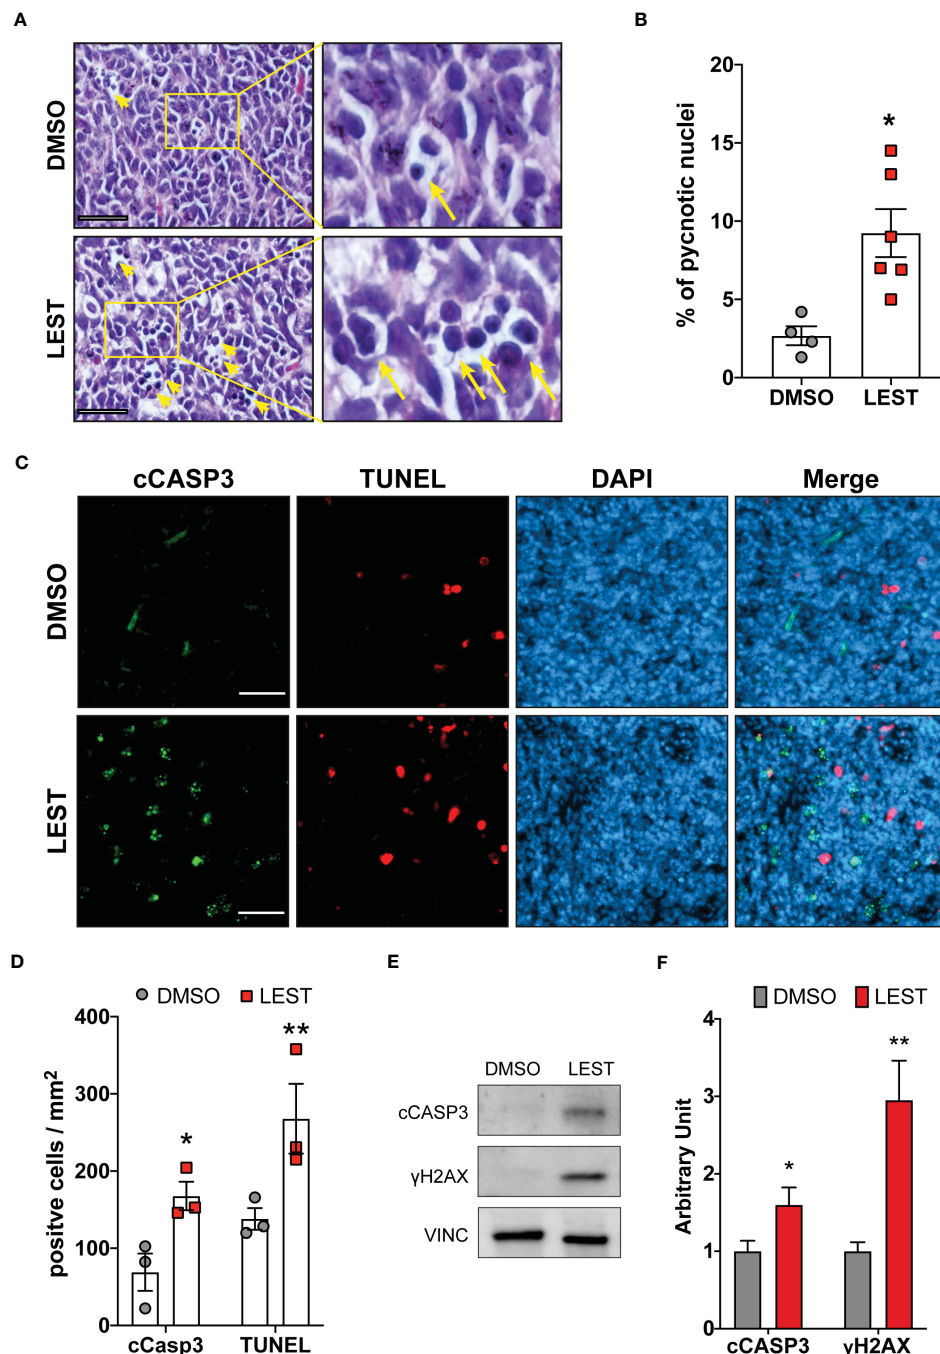 A
DMSO
LEST
B
% of pycnotic nuclei
20
15
10
5
0
*
DMSO LEST
C
cCASP3 TUNEL DAPI Merge
DMSO
LEST
D
DMSO LEST
positve cells / mm2
400
300
200
100
0
*
**
cCasp3 TUNEL
E
DMSO LEST
cCASP3
γH2AX
VINC
F
DMSO LEST
Arbitrary Unit
4
3
2
1
0
*
**
cCASP3 γH2AX